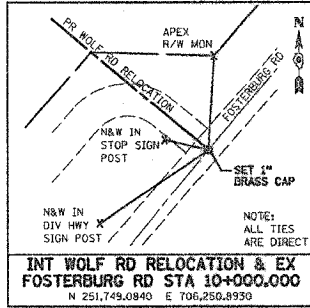 APEX
R/W MON
N
PR WOLF RD RELOCATION
FOSTERBURG RD
N&W IN
STOP SIGN
POST
SET 1"
BRASS CAP
N&W IN
DIV HWY
SIGN POST
NOTE:
ALL TIES
ARE DIRECT
INT WOLF RD RELOCATION & EX
FOSTERBURG RD STA 10+000.000
N 251,749.0840 E 706,250.8930